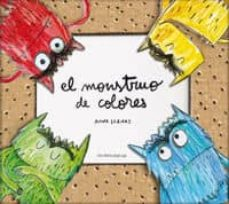 el monstruo
de colores
ANNA LLENAS